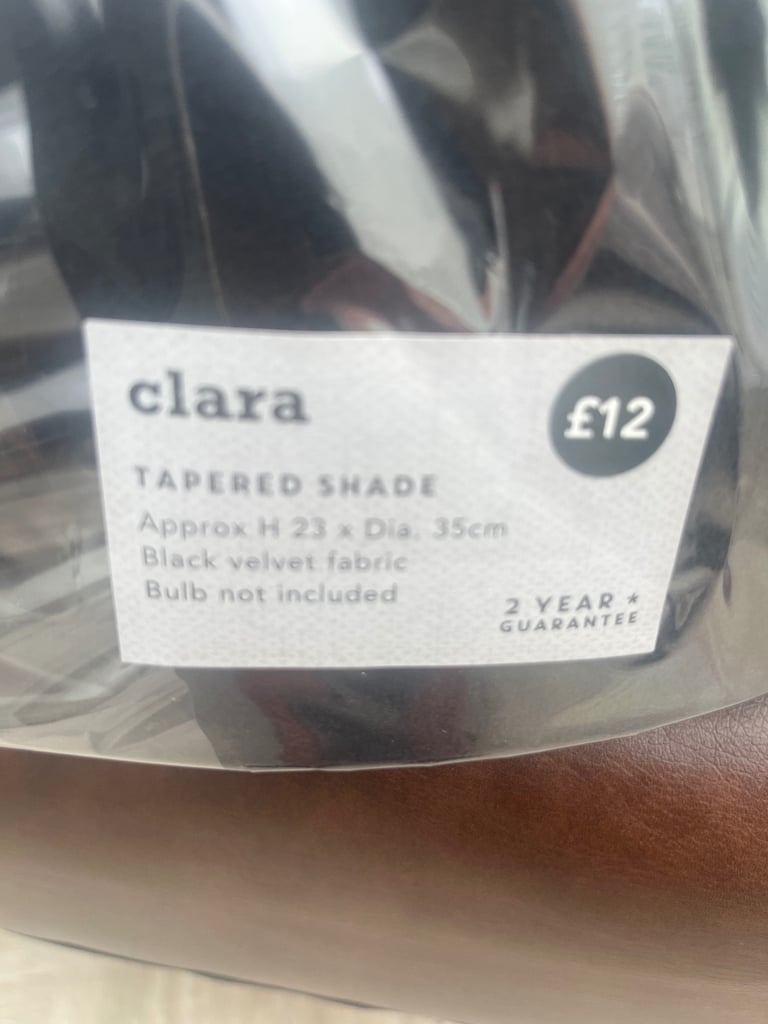 clara
£12
TAPERED SHADE
Approx H 23 x Dia. 35cm
Black velvet fabric
Bulb not included
2 YEAR *
GUARANTEE